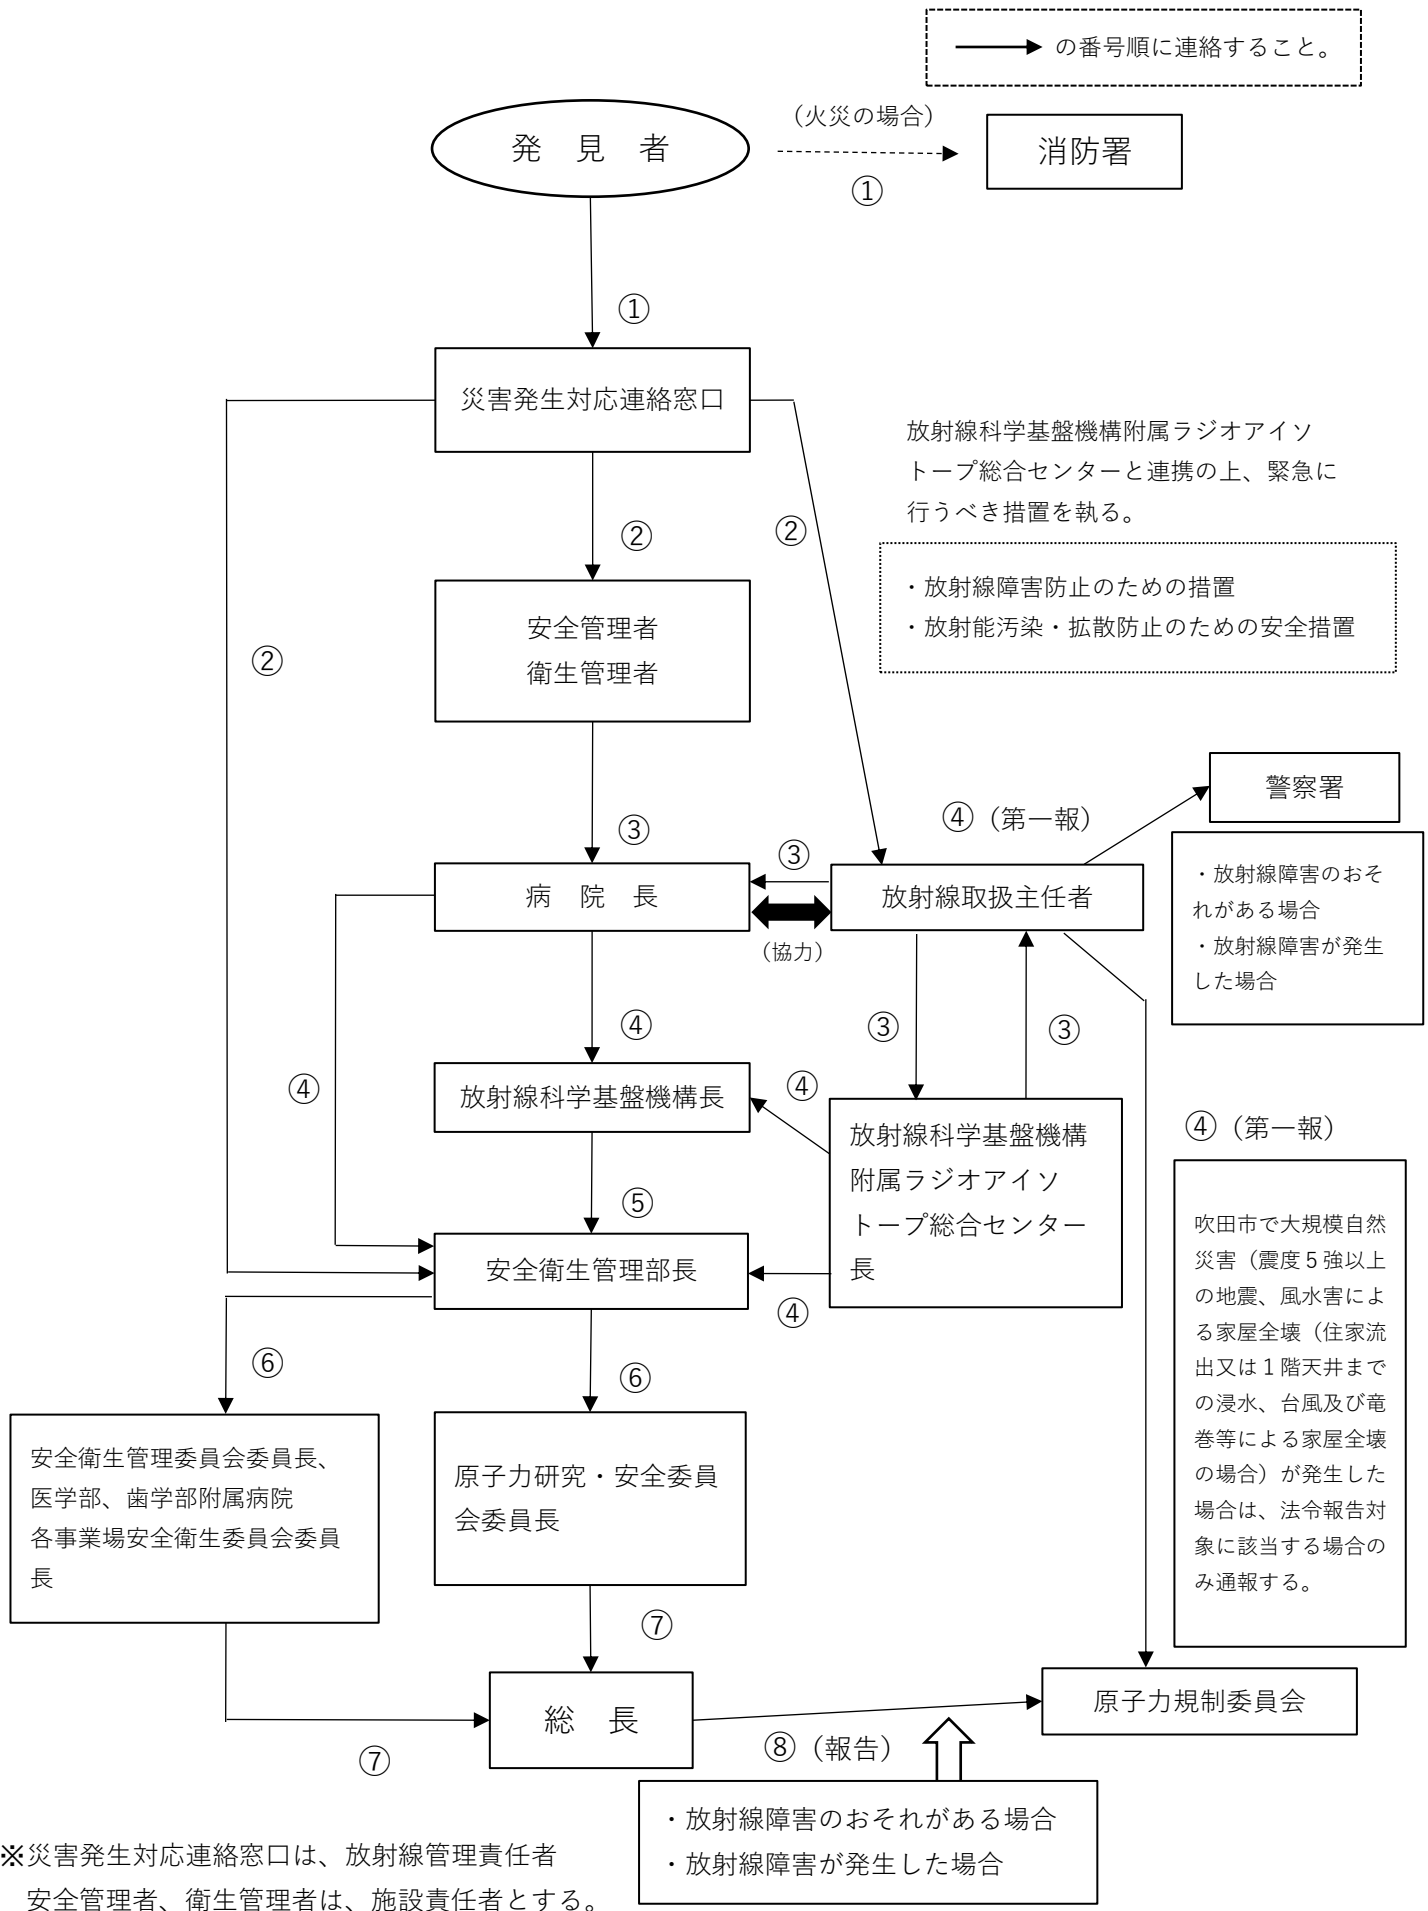 の番号順に連絡すること。
（火災の場合）
発　見　者
消防署
①
①
災害発生対応連絡窓口
放射線科学基盤機構附属ラジオアイソ
トープ総合センターと連携の上、緊急に
行うべき措置を執る。
②
②
・放射線障害防止のための措置
・放射能汚染・拡散防止のための安全措置
安全管理者
衛生管理者
②
警察署
④（第一報）
③
③
・放射線障害のおそ
れがある場合
・放射線障害が発生
した場合
病　院　長
放射線取扱主任者
（協力）
④
③
③
④
④
放射線科学基盤機構長
放射線科学基盤機構
附属ラジオアイソ
トープ総合センター
長
④（第一報）
⑤
吹田市で大規模自然
災害（震度５強以上
の地震、風水害によ
る家屋全壊（住家流
出又は１階天井まで
の浸水、台風及び竜
巻等による家屋全壊
の場合）が発生した
場合は、法令報告対
象に該当する場合の
み通報する。
安全衛生管理部長
④
⑥
⑥
安全衛生管理委員会委員長、
医学部、歯学部附属病院
各事業場安全衛生委員会委員
長
原子力研究・安全委員
会委員長
⑦
総　長
原子力規制委員会
⑦
⑧（報告）
・放射線障害のおそれがある場合
・放射線障害が発生した場合
※災害発生対応連絡窓口は、放射線管理責任者
安全管理者、衛生管理者は、施設責任者とする。